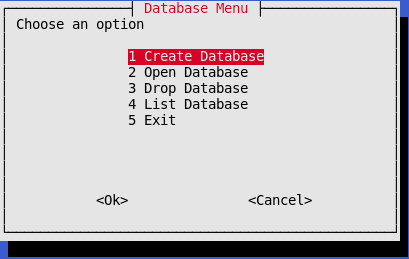 Database Menu
Choose an option
1 Create Database
2 Open Database
3 Drop Database
4 List Database
5 Exit
<Ok> <Cancel>